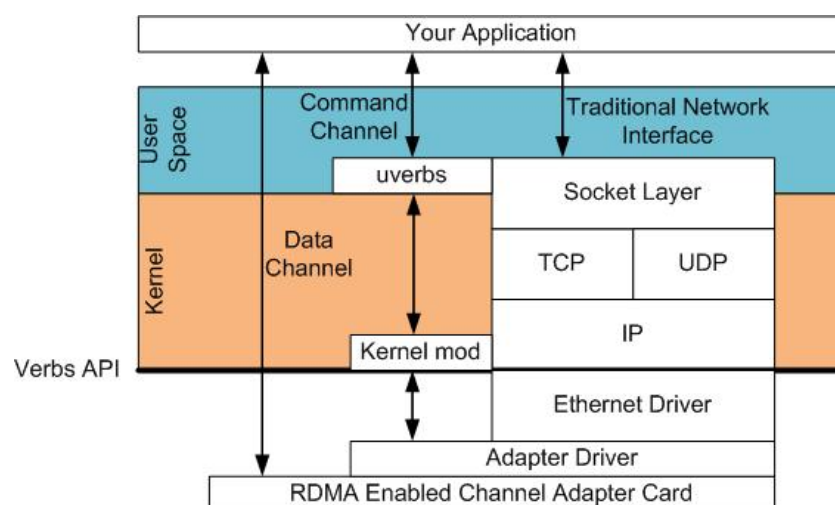 Your Application
User
Space
Command
Channel
Traditional Network
Interface
uverbs
Socket Layer
Kernel
Data
Channel
TCP
UDP
IP
Kernel mod
Verbs API
Ethernet Driver
Adapter Driver
RDMA Enabled Channel Adapter Card